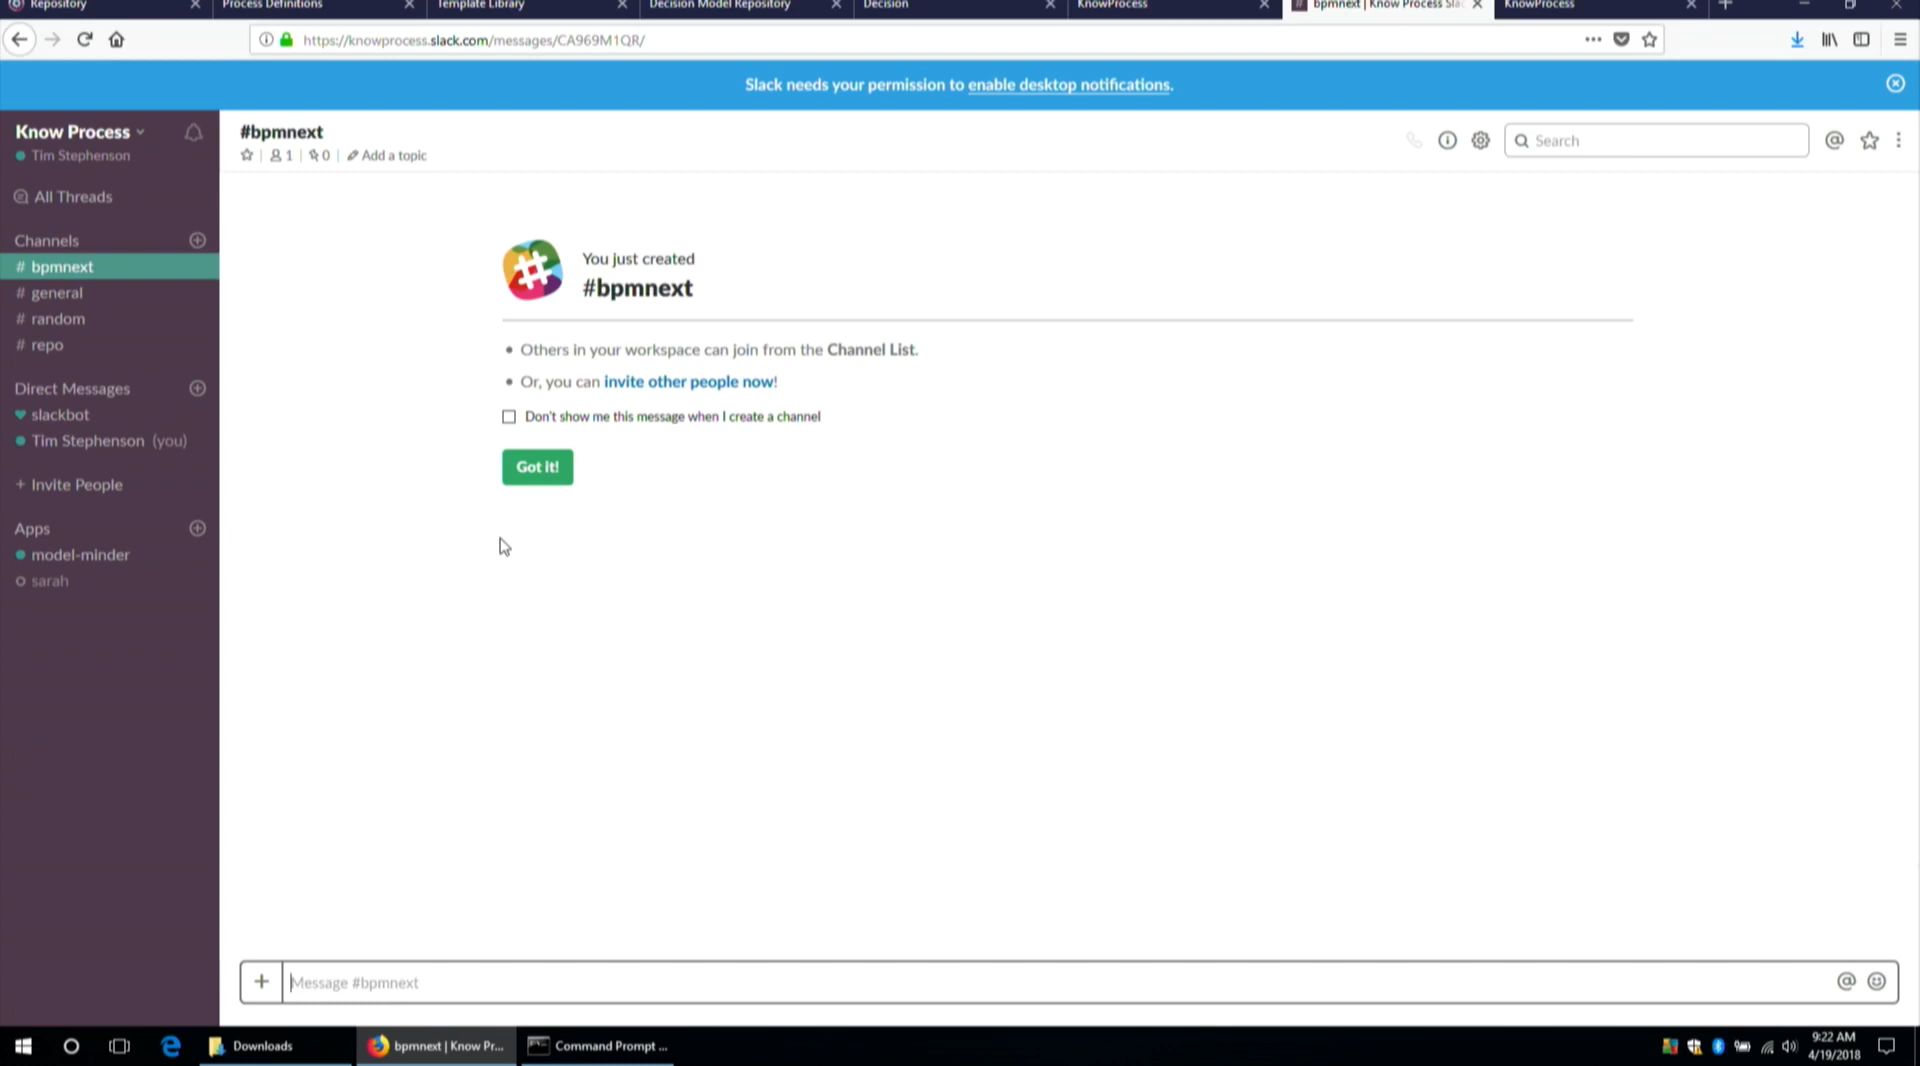 Repository
Process Definitions
Template Library
Decision Model Repository
Decision
KnowProcess
bpmnext | Know Process Sla
KnowProcess
https://knowprocess.slack.com/messages/CA969M1QR/
Slack needs your permission to enable desktop notifications.
Know Process
Tim Stephenson
All Threads
Channels
# bpmnext
# general
# random
# repo
Direct Messages
slackbot
Tim Stephenson (you)
+ Invite People
Apps
model-minder
sarah
#bpmnext
1 | 0 | Add a topic
Search
You just created
#bpmnext
• Others in your workspace can join from the Channel List.
• Or, you can invite other people now!
Don't show me this message when I create a channel
Got it!
Message #bpmnext
Downloads
bpmnext | Know Pr...
Command Prompt ...
9:22 AM
4/19/2018